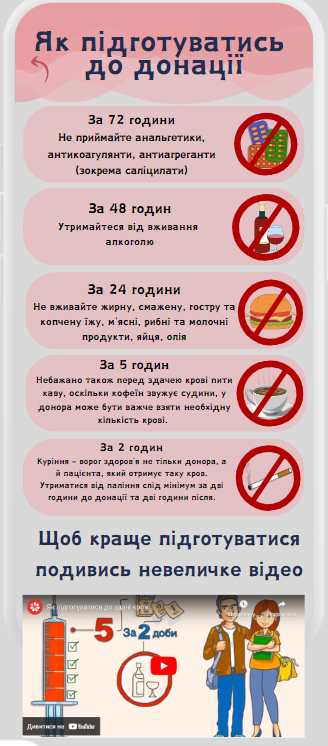 Як підготуватись
до донації
За 72 години
Не приймайте анальгетики,
антикоагулянти, антиагреганти
(зокрема саліцилати)
За 48 годин
Утримайтеся від вживання
алкоголю
За 24 години
Не вживайте жирну, смажену, гостру та
копчену їжу, м'ясні, рибні та молочні
продукти, яйця, олія
За 5 годин
Небажано також перед здачею крові пити
каву, оскільки кофеїн звужує судини, у
донора може бути важче взяти необхідну
кількість крові.
За 2 годин
Куріння – ворог здоров'я не тільки донора, а
й пацієнта, який отримує таку кров.
Утриматися від паління слід мінімум за дві
години до донації та дві години після.
Щоб краще підготуватися
подивись невеличке відео
Як підготуватися до здачі крові
5
За 2 доби
Дивитися на YouTube